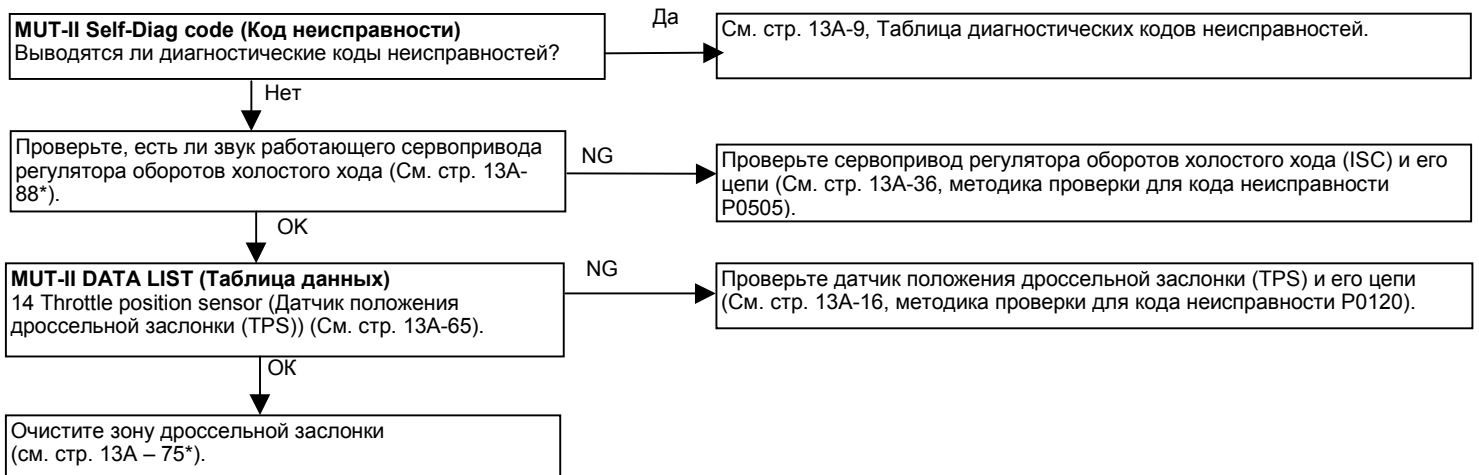 MUT-II Self-Diag code (Код неисправности)
Выводятся ли диагностические коды неисправностей?
Да
См. стр. 13А-9, Таблица диагностических кодов неисправностей.
Нет
Проверьте, есть ли звук работающего сервопривода
регулятора оборотов холостого хода (См. стр. 13А-
88*).
NG
Проверьте сервопривод регулятора оборотов холостого хода (ISC) и его
цепи (См. стр. 13А-36, методика проверки для кода неисправности
P0505).
OK
MUT-II DATA LIST (Таблица данных)
14 Throttle position sensor (Датчик положения
дроссельной заслонки (TPS)) (См. стр. 13А-65).
NG
Проверьте датчик положения дроссельной заслонки (TPS) и его цепи
(См. стр. 13А-16, методика проверки для кода неисправности P0120).
OK
Очистите зону дроссельной заслонки
(см. стр. 13А – 75*).